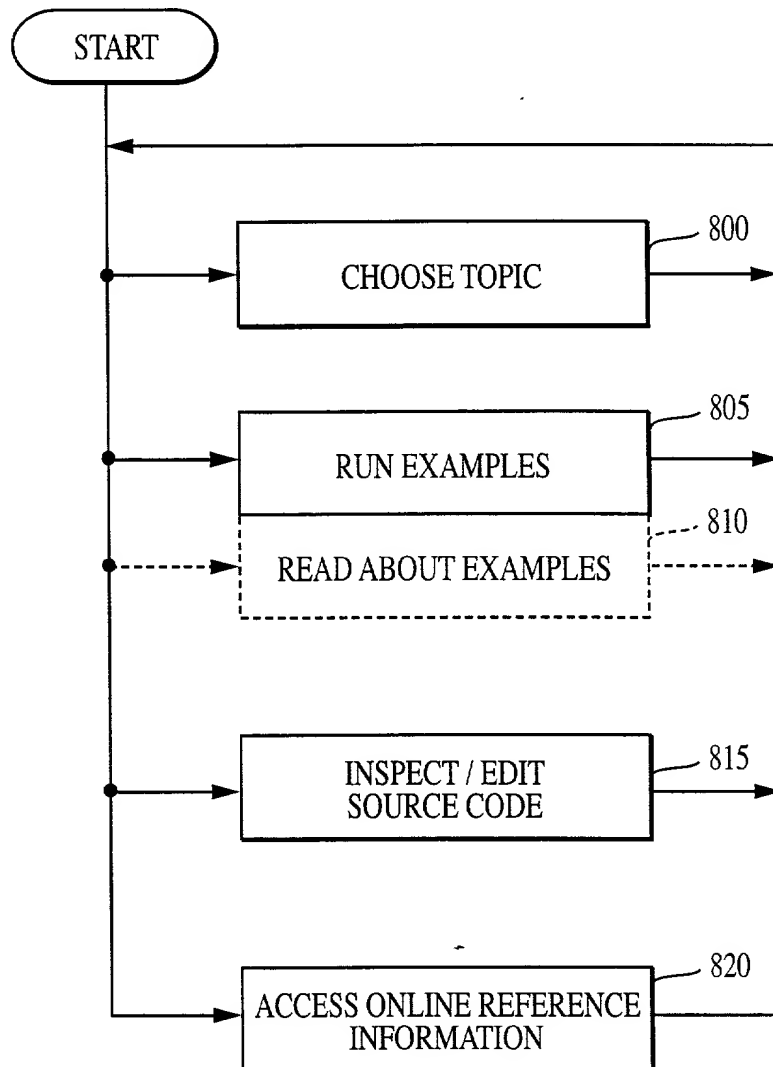 START
800
CHOOSE TOPIC
805
RUN EXAMPLES
810
READ ABOUT EXAMPLES
815
INSPECT / EDIT
SOURCE CODE
820
ACCESS ONLINE REFERENCE
INFORMATION